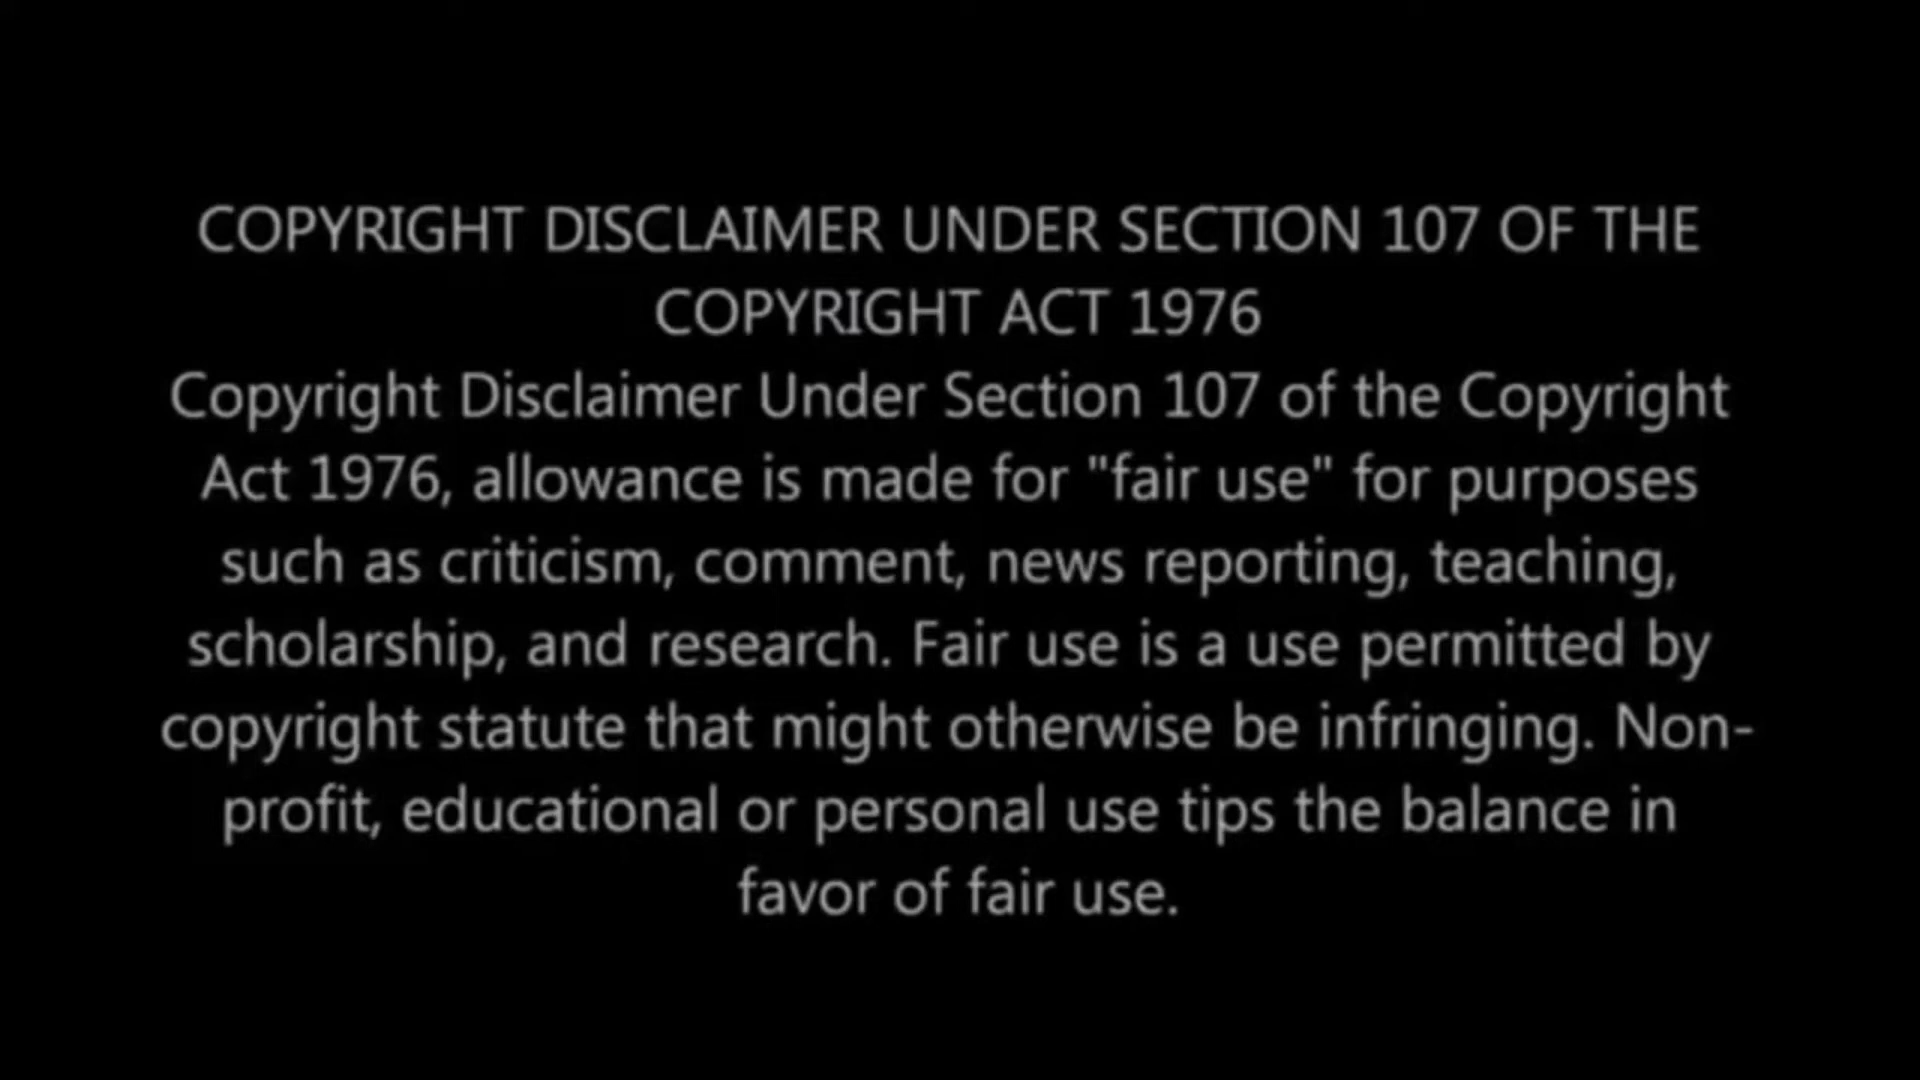 COPYRIGHT DISCLAIMER UNDER SECTION 107 OF THE
COPYRIGHT ACT 1976
Copyright Disclaimer Under Section 107 of the Copyright
Act 1976, allowance is made for "fair use" for purposes
such as criticism, comment, news reporting, teaching,
scholarship, and research. Fair use is a use permitted by
copyright statute that might otherwise be infringing. Non-
profit, educational or personal use tips the balance in
favor of fair use.